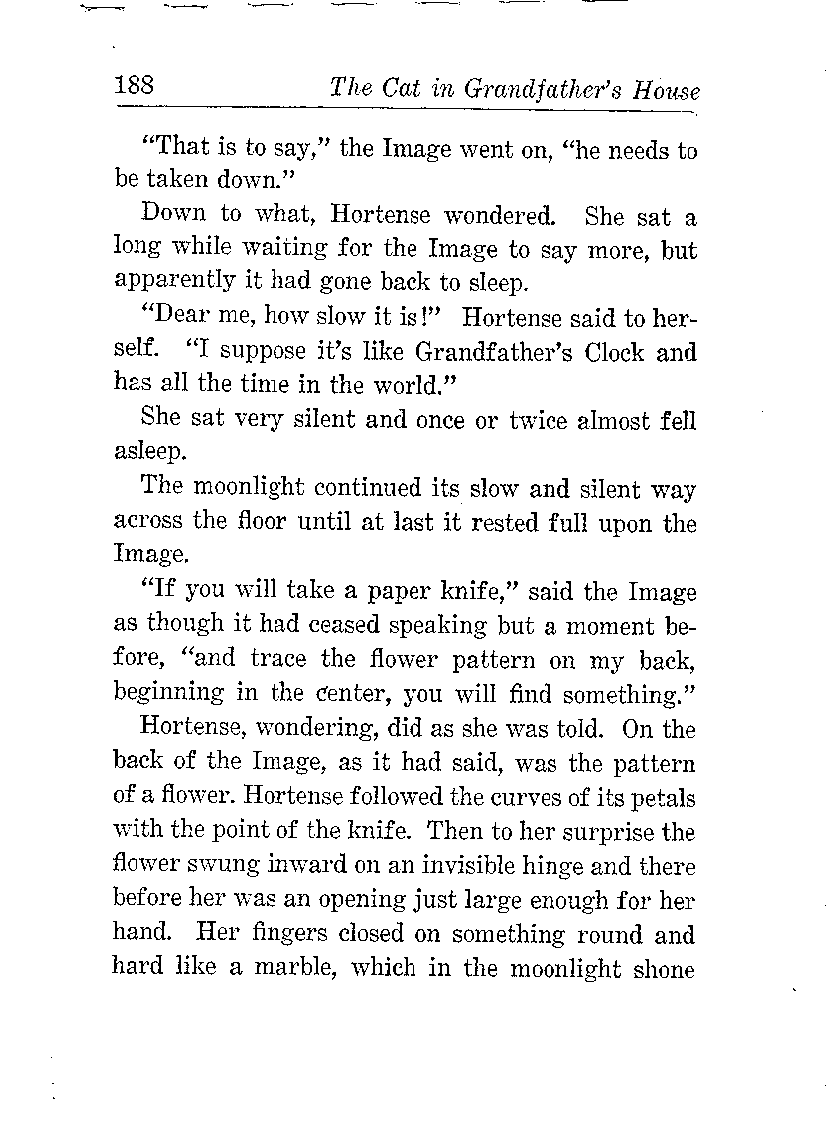 188 The Cat in Grandfather's House
“That is to say,” the Image went on, “he needs to
be taken down.”
Down to what, Hortense wondered. She sat a
long while waiting for the Image to say more, but
apparently it had gone back to sleep.
“Dear me, how slow it is!” Hortense said to her-
self. “I suppose it's like Grandfather's Clock and
has all the time in the world.”
She sat very silent and once or twice almost fell
asleep.
The moonlight continued its slow and silent way
across the floor until at last it rested full upon the
Image.
“If you will take a paper knife,” said the Image
as though it had ceased speaking but a moment be-
fore, “and trace the flower pattern on my back,
beginning in the center, you will find something.”
Hortense, wondering, did as she was told. On the
back of the Image, as it had said, was the pattern
of a flower. Hortense followed the curves of its petals
with the point of the knife. Then to her surprise the
flower swung inward on an invisible hinge and there
before her was an opening just large enough for her
hand. Her fingers closed on something round and
hard like a marble, which in the moonlight shone